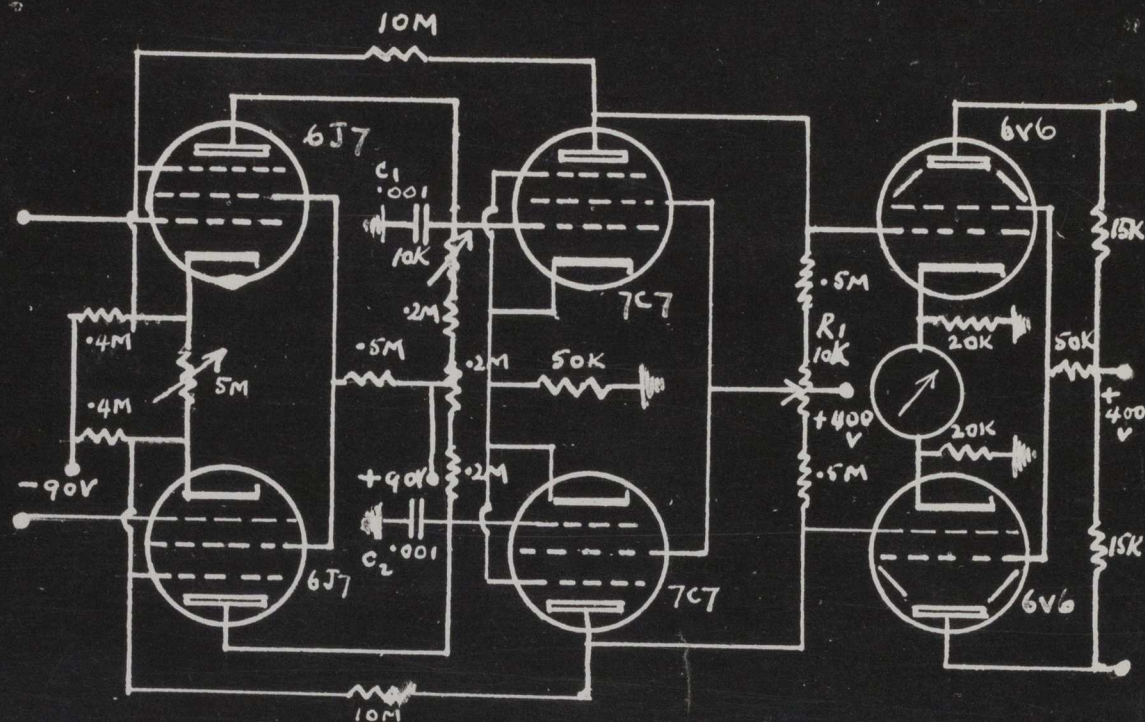 10M
6J7
6V6
C1
.001
10K
15K
7C7
.2M
.5M
R1
10K
.4M
20K
50K
.5M
.2M
50K
5M
+400
V
+
400
V
.4M
20K
.2M
.5M
-90V
+90V
C2
.001
15K
6J7
7C7
6V6
10M